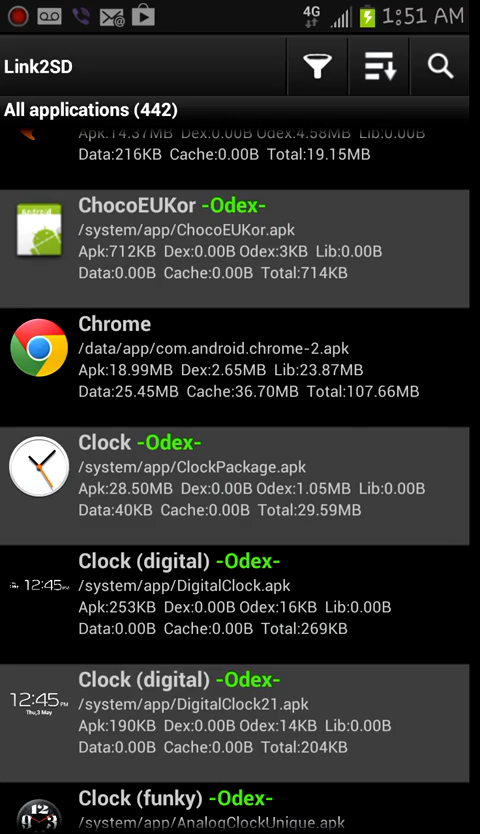 4G 1:51 AM
Link2SD
All applications (442)
Apk:14.37MB Dex:0.00B Odex:4.58MB Lib:0.00B
Data:216KB Cache:0.00B Total:19.15MB
ChocoEUKor -Odex-
/system/app/ChocoEUKor.apk
Apk:712KB Dex:0.00B Odex:3KB Lib:0.00B
Data:0.00B Cache:0.00B Total:714KB
Chrome
/data/app/com.android.chrome-2.apk
Apk:18.99MB Dex:2.65MB Lib:23.87MB
Data:25.45MB Cache:36.70MB Total:107.66MB
Clock -Odex-
/system/app/ClockPackage.apk
Apk:28.50MB Dex:0.00B Odex:1.05MB Lib:0.00B
Data:40KB Cache:0.00B Total:29.59MB
Clock (digital) -Odex-
12:45PM
/system/app/DigitalClock.apk
Apk:253KB Dex:0.00B Odex:16KB Lib:0.00B
Data:0.00B Cache:0.00B Total:269KB
Clock (digital) -Odex-
12:45PM
Thu,3 May
/system/app/DigitalClock21.apk
Apk:190KB Dex:0.00B Odex:14KB Lib:0.00B
Data:0.00B Cache:0.00B Total:204KB
Clock (funky) -Odex-
12
9 3
/system/app/AnalogClockUnique.apk